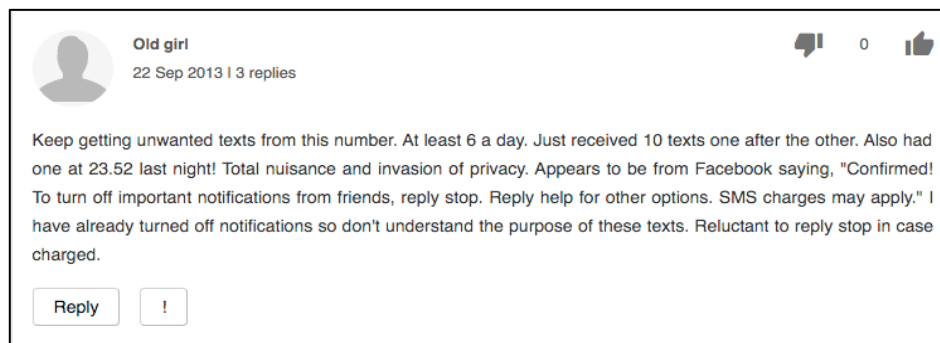 Old girl
0
22 Sep 2013 I 3 replies
Keep getting unwanted texts from this number. At least 6 a day. Just received 10 texts one after the other. Also had
one at 23.52 last night! Total nuisance and invasion of privacy. Appears to be from Facebook saying, "Confirmed!
To turn off important notifications from friends, reply stop. Reply help for other options. SMS charges may apply." I
have already turned off notifications so don't understand the purpose of these texts. Reluctant to reply stop in case
charged.
Reply !